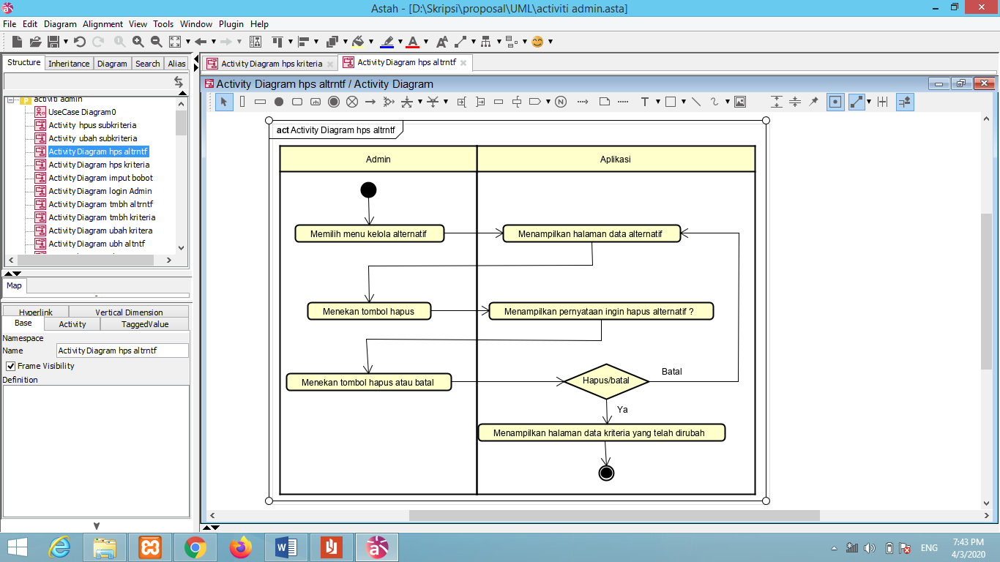 Astah - [D:\Skripsi\proposal\UML\activiti admin.asta]
File Edit Diagram Alignment View Tools Window Plugin Help
Structure Inheritance Diagram Search Alias
activiti admin
UseCase Diagram0
Activity hpus subkriteria
Activity ubah subkriteria
Activity Diagram hps altrntf
Activity Diagram hps kriteria
Activity Diagram imput bobot
Activity Diagram login Admin
Activity Diagram tmbh altrntf
Activity Diagram tmbh kriteria
Activity Diagram ubah kritera
Activity Diagram ubh altntf
Map
Hyperlink Vertical Dimension
Base Activity TaggedValue
Namespace
Name Activity Diagram hps altrntf
Frame Visibility
Definition
Activity Diagram hps kriteria Activity Diagram hps altrntf
Activity Diagram hps altrntf / Activity Diagram
act Activity Diagram hps altrntf
Admin Aplikasi
Memilih menu kelola alternatif Menampilkan halaman data alternatif
Menekan tombol hapus Menampilkan pernyataan ingin hapus alternatif ?
Menekan tombol hapus atau batal Hapus/batal Batal
Ya
Menampilkan halaman data kriteria yang telah dirubah
ENG
7:43 PM
4/3/2020